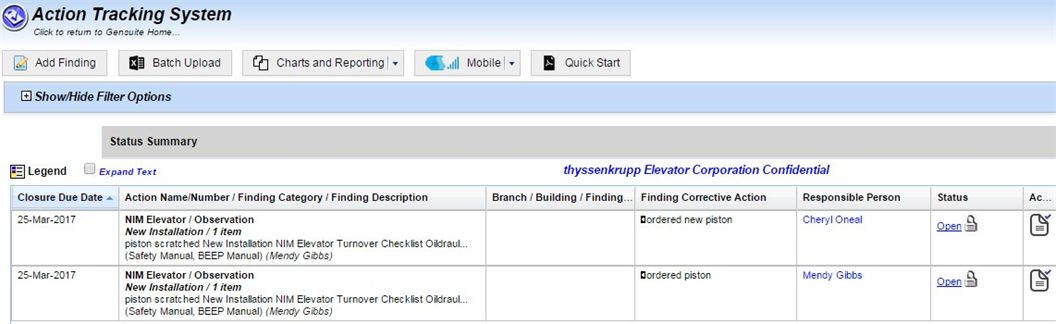 Action Tracking System
Click to return to Gensuite Home...
Add Finding
Batch Upload
Charts and Reporting
Mobile
Quick Start
Show/Hide Filter Options
Status Summary
Legend
Expand Text
thyssenkrupp Elevator Corporation Confidential
Closure Due Date Action Name/Number / Finding Category / Finding Description Branch / Building / Finding... Finding Corrective Action Responsible Person Status Ac...
25-Mar-2017 NIM Elevator / Observation ordered new piston Cheryl Oneal Open
New Installation / 1 item
piston scratched New Installation NIM Elevator Turnover Checklist Oildraul...
(Safety Manual, BEEP Manual) (Mendy Gibbs)
25-Mar-2017 NIM Elevator / Observation ordered piston Mendy Gibbs Open
New Installation / 1 item
piston scratched New Installation NIM Elevator Turnover Checklist Oildraul...
(Safety Manual, BEEP Manual) (Mendy Gibbs)